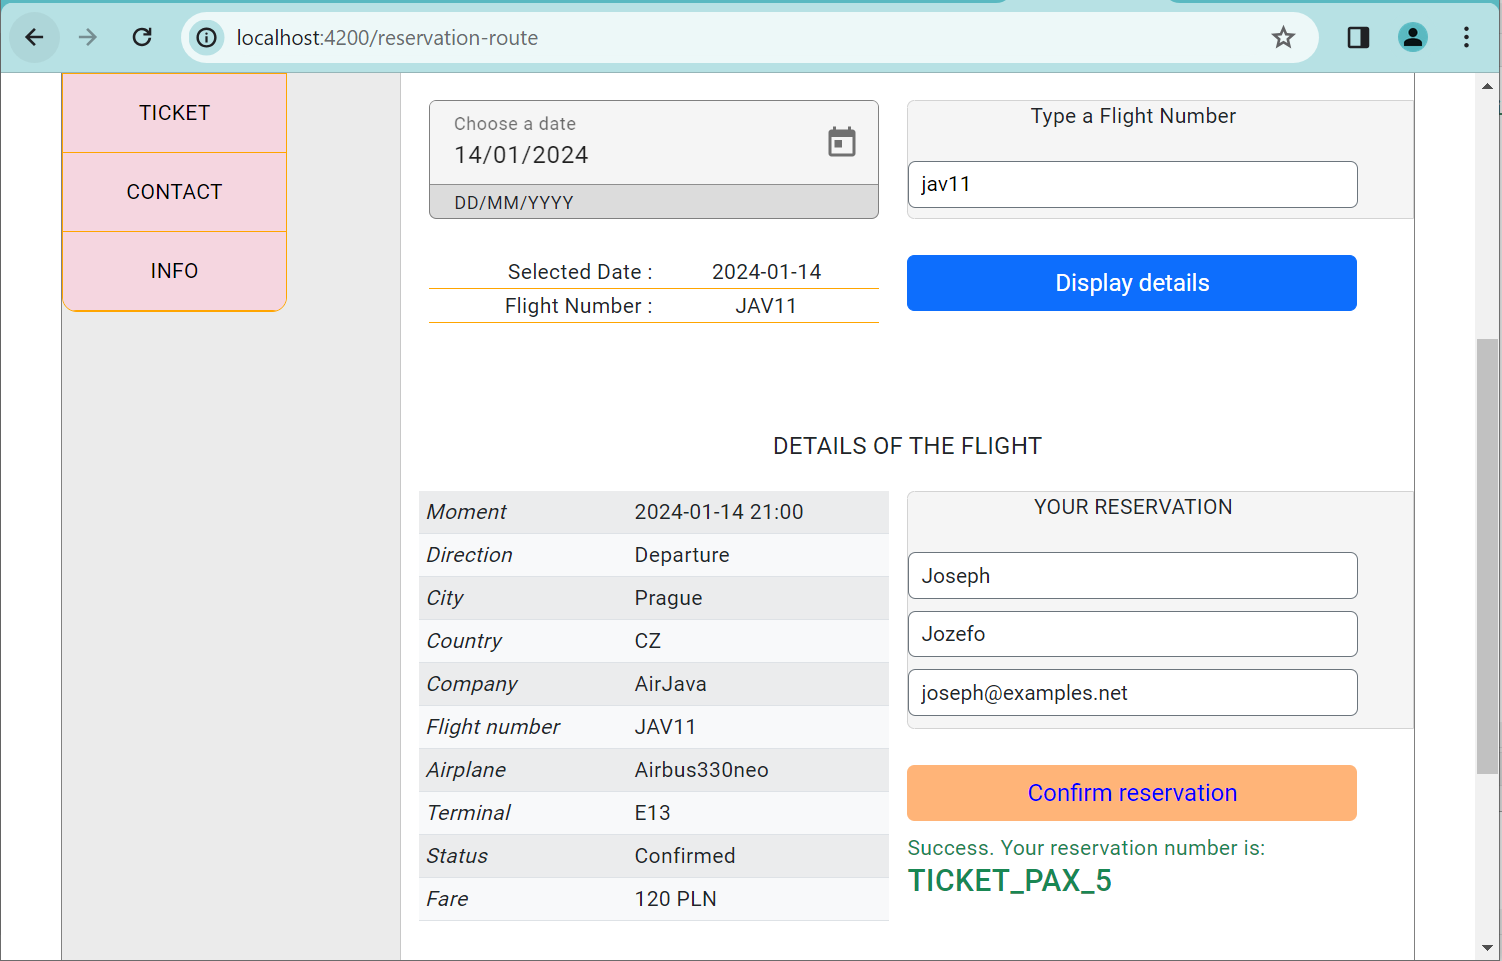 localhost:4200/reservation-route
TICKET
CONTACT
INFO
Choose a date
14/01/2024
DD/MM/YYYY
Type a Flight Number
jav11
Selected Date : 2024-01-14
Flight Number : JAV11
Display details
DETAILS OF THE FLIGHT
Moment 2024-01-14 21:00
Direction Departure
City Prague
Country CZ
Company AirJava
Flight number JAV11
Airplane Airbus330neo
Terminal E13
Status Confirmed
Fare 120 PLN
YOUR RESERVATION
Joseph
Jozefo
joseph@examples.net
Confirm reservation
Success. Your reservation number is:
TICKET_PAX_5